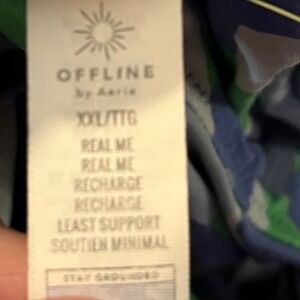 OFFLINE
by Aerie
XXL/TTG
REAL ME
REAL ME
RECHARGE
RECHARGE
LEAST SUPPORT
SOUTIEN MINIMAL
STAY GROUNDED